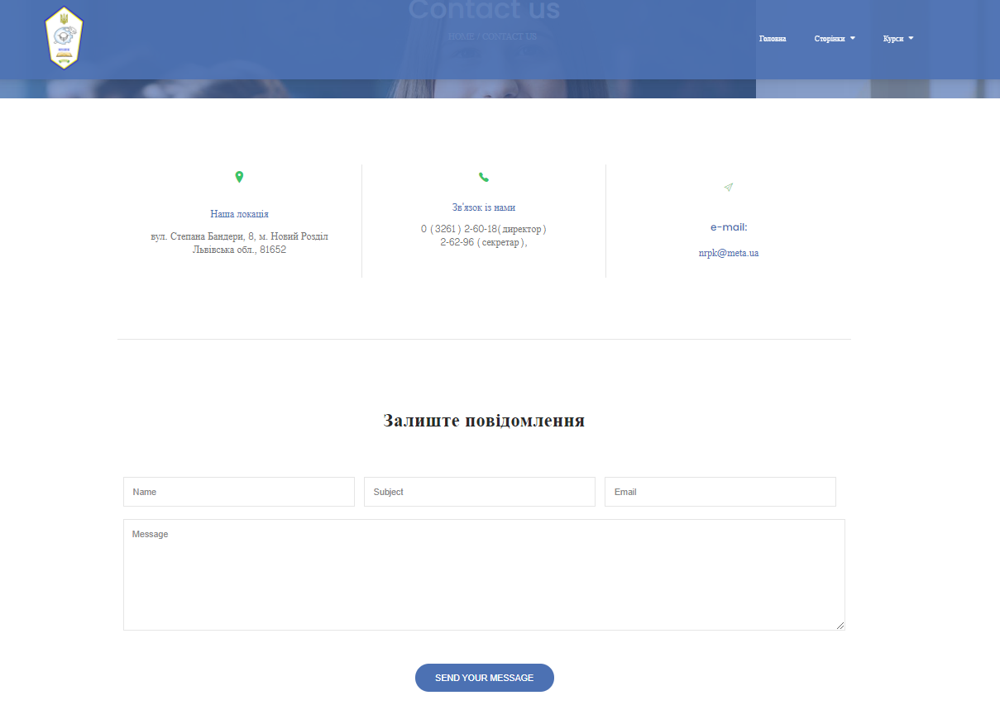 Contact us
HOME / CONTACT US
Головна
Сторінки
Курси
Наша локація
вул. Степана Бандери, 8, м. Новий Розділ
Львівська обл., 81652
Зв'язок із нами
0 (3261) 2-60-18(директор)
2-62-96 (секретар),
e-mail:
nrpk@meta.ua
Залиште повідомлення
Name
Subject
Email
Message
SEND YOUR MESSAGE